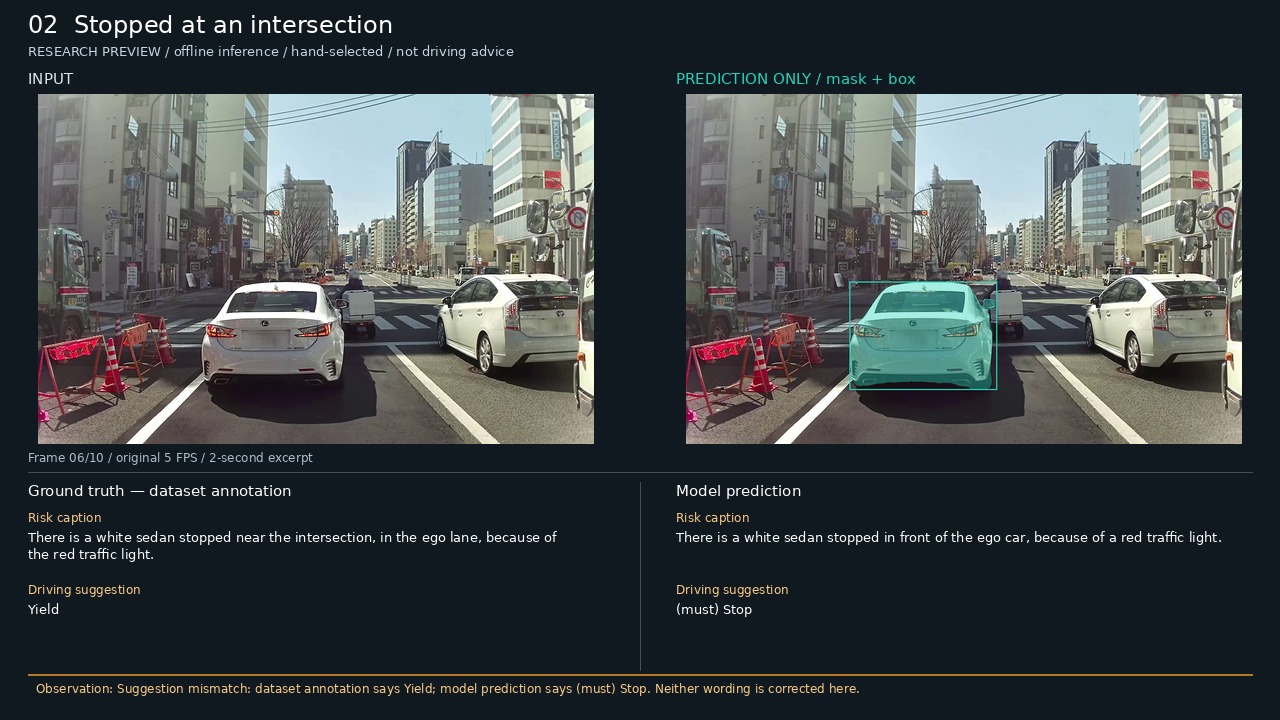 02 Stopped at an intersection
RESEARCH PREVIEW / offline inference / hand-selected / not driving advice
INPUT
PREDICTION ONLY / mask + box
Frame 06/10 / original 5 FPS / 2-second excerpt
Ground truth — dataset annotation
Risk caption
There is a white sedan stopped near the intersection, in the ego lane, because of
the red traffic light.
Driving suggestion
Yield
Model prediction
Risk caption
There is a white sedan stopped in front of the ego car, because of a red traffic light.
Driving suggestion
(must) Stop
Observation: Suggestion mismatch: dataset annotation says Yield; model prediction says (must) Stop. Neither wording is corrected here.